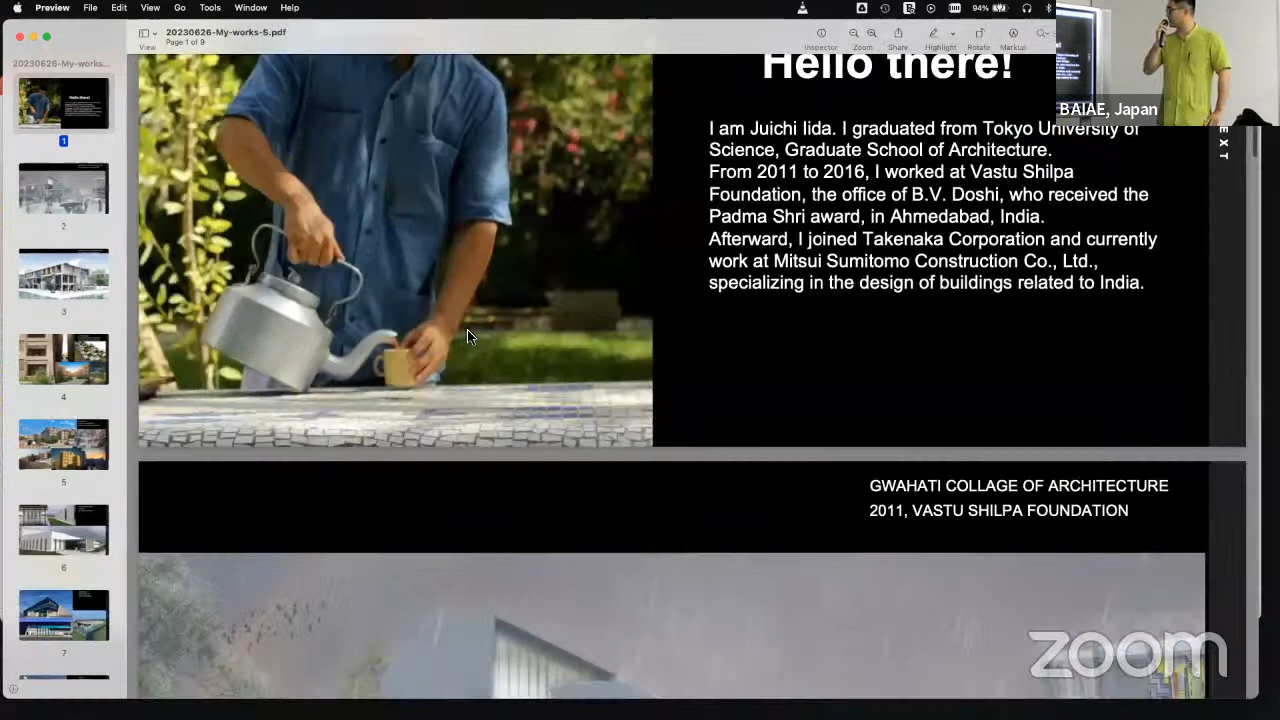 Preview File Edit View Go Tools Window Help 94%
20230626-My-works-S.pdf
Page 1 of 9
View
Inspector Zoom Share Highlight Rotate Markup
20230626-My-works...
1
2
3
4
5
6
7
Hello there!
I am Juichi Iida. I graduated from Tokyo University of
Science, Graduate School of Architecture.
From 2011 to 2016, I worked at Vastu Shilpa
Foundation, the office of B.V. Doshi, who received the
Padma Shri award, in Ahmedabad, India.
Afterward, I joined Takenaka Corporation and currently
work at Mitsui Sumitomo Construction Co., Ltd.,
specializing in the design of buildings related to India.
GWAHATI COLLAGE OF ARCHITECTURE
2011, VASTU SHILPA FOUNDATION
BAIAE, Japan
EXT
zoom